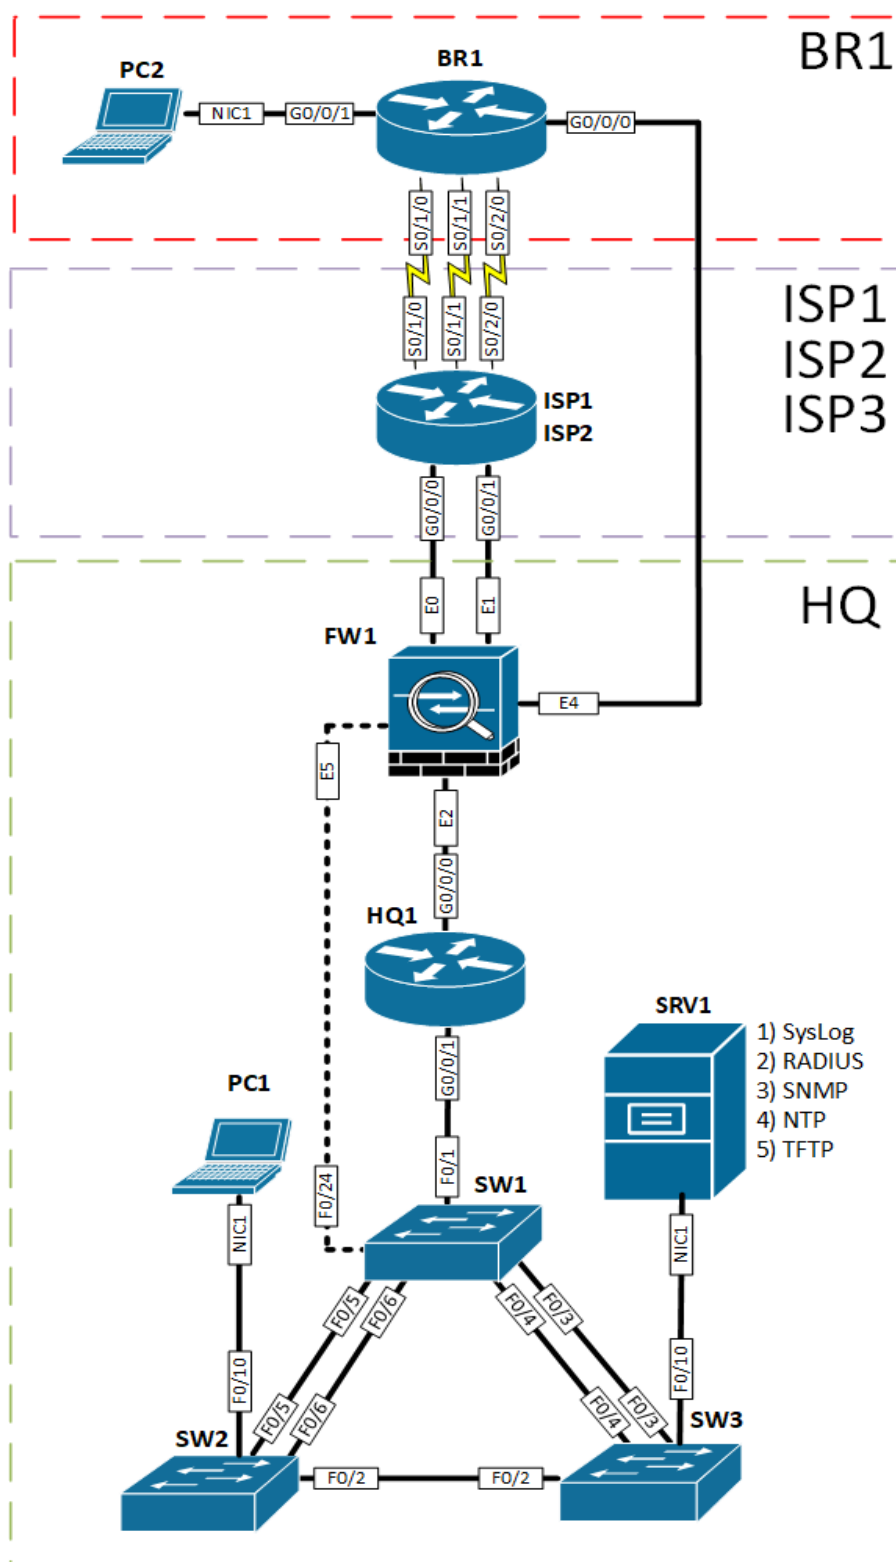 BR1
BR1
PC2
NIC1
G0/0/1
G0/0/0
S0/1/0
S0/1/1
S0/2/0
ISP1
ISP2
ISP3
S0/1/0
S0/1/1
S0/2/0
ISP1
ISP2
G0/0/0
G0/0/1
HQ
E0
E1
FW1
E4
E5
E2
G0/0/0
HQ1
SRV1
1) SysLog
2) RADIUS
3) SNMP
4) NTP
5) TFTP
G0/0/1
PC1
F0/1
F0/24
SW1
NIC1
NIC1
F0/5
F0/6
F0/4
F0/3
F0/10
F0/10
F0/5
F0/6
F0/4
F0/3
SW2
SW3
F0/2
F0/2